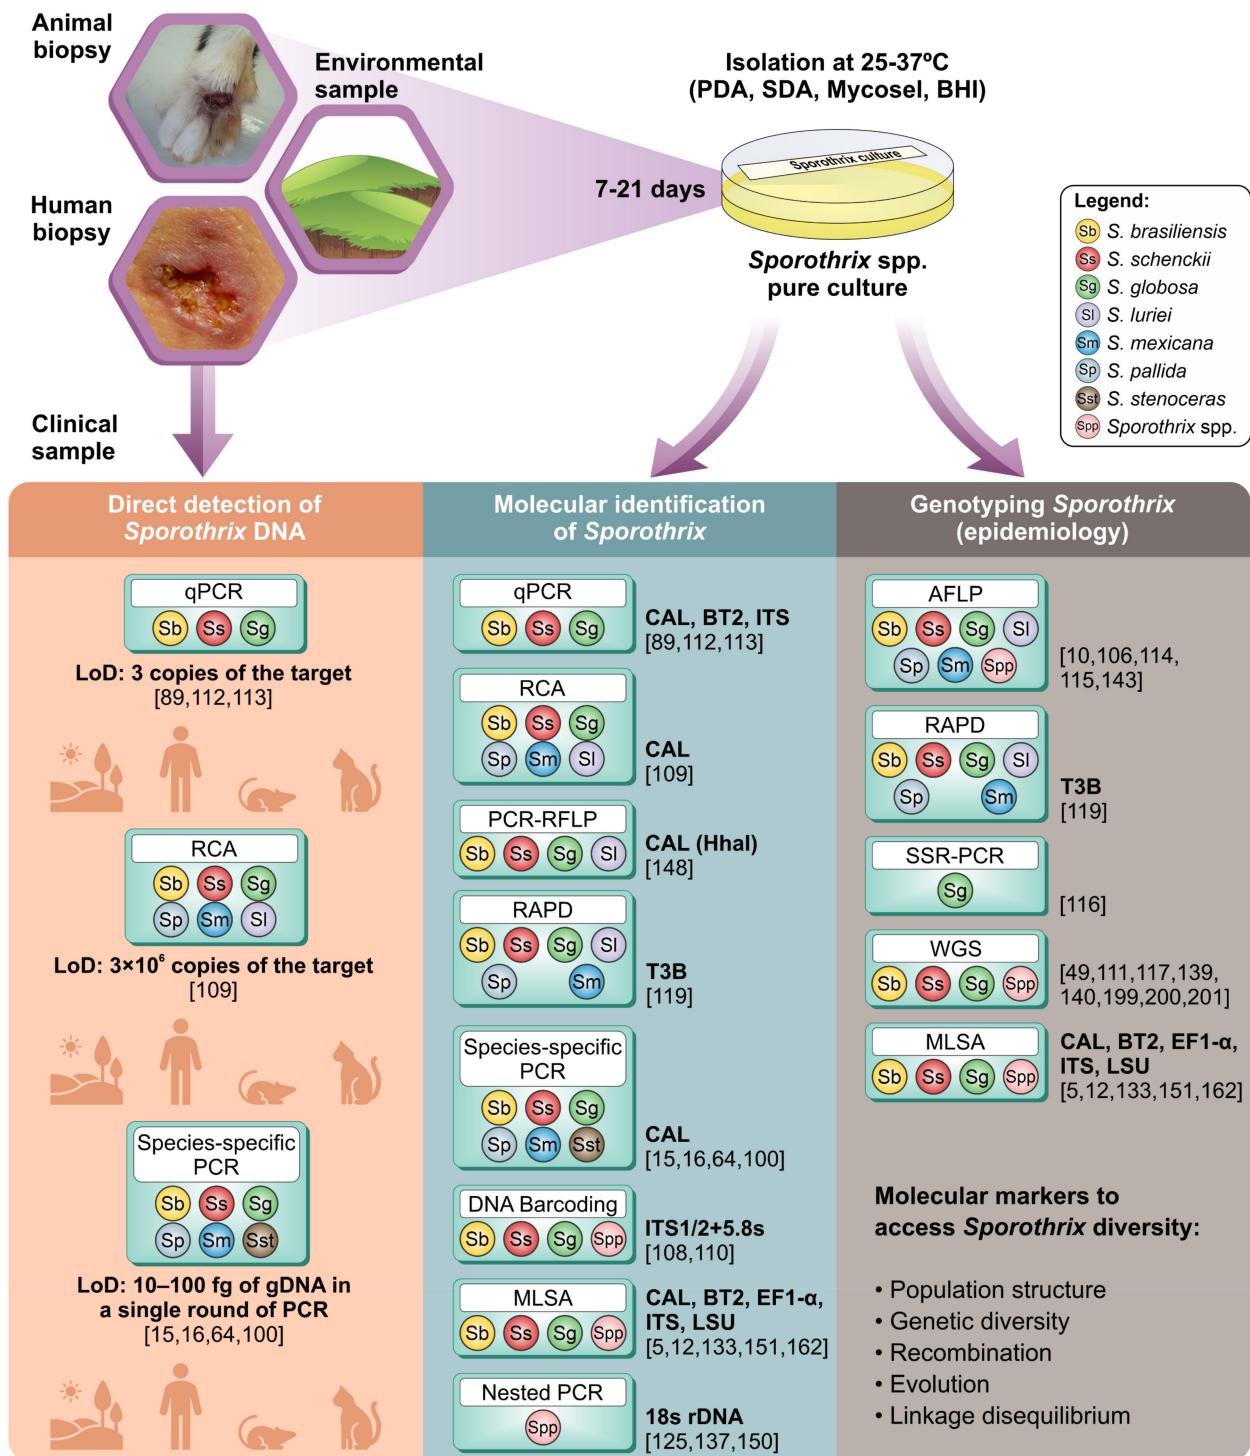 Animal
biopsy
Environmental
sample
Human
biopsy
Isolation at 25-37ºC
(PDA, SDA, Mycosel, BHI)
Sporothrix culture
7-21 days
Sporothrix spp.
pure culture
Legend:
Sb S. brasiliensis
Ss S. schenckii
Sg S. globosa
Sl S. luriei
Sm S. mexicana
Sp S. pallida
Sst S. stenoceras
Spp Sporothrix spp.
Clinical
sample
Direct detection of
Sporothrix DNA
qPCR
Sb Ss Sg
LoD: 3 copies of the target
[89,112,113]
RCA
Sb Ss Sg
Sp Sm Sl
LoD: 3×10⁶ copies of the target
[109]
Species-specific
PCR
Sb Ss Sg
Sp Sm Sst
LoD: 10–100 fg of gDNA in
a single round of PCR
[15,16,64,100]
Molecular identification
of Sporothrix
qPCR
Sb Ss Sg
CAL, BT2, ITS
[89,112,113]
RCA
Sb Ss Sg
Sp Sm Sl
CAL
[109]
PCR-RFLP
Sb Ss Sg Sl
CAL (HhaI)
[148]
RAPD
Sb Ss Sg Sl
Sp Sm
T3B
[119]
Species-specific
PCR
Sb Ss Sg
Sp Sm Sst
CAL
[15,16,64,100]
DNA Barcoding
Sb Ss Sg Spp
ITS1/2+5.8s
[108,110]
MLSA
Sb Ss Sg Spp
CAL, BT2, EF1-α,
ITS, LSU
[5,12,133,151,162]
Nested PCR
Spp
18s rDNA
[125,137,150]
Genotyping Sporothrix
(epidemiology)
AFLP
Sb Ss Sg Sl
Sp Sm Spp
[10,106,114,
115,143]
RAPD
Sb Ss Sg Sl
Sp Sm
T3B
[119]
SSR-PCR
Sg
[116]
WGS
Sb Ss Sg Spp
[49,111,117,139,
140,199,200,201]
MLSA
Sb Ss Sg Spp
CAL, BT2, EF1-α,
ITS, LSU
[5,12,133,151,162]
Molecular markers to
access Sporothrix diversity:
• Population structure
• Genetic diversity
• Recombination
• Evolution
• Linkage disequilibrium